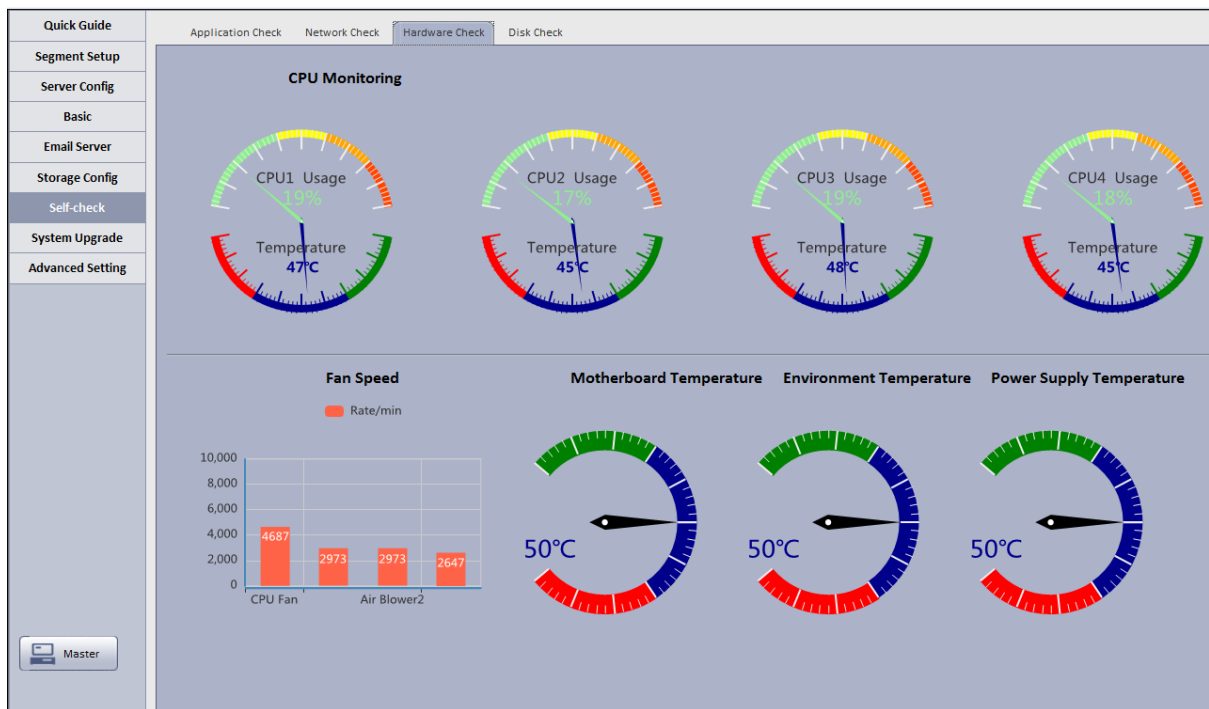 Quick Guide
Segment Setup
Server Config
Basic
Email Server
Storage Config
Self-check
System Upgrade
Advanced Setting
Master
Application Check Network Check Hardware Check Disk Check
CPU Monitoring
CPU1 Usage
19%
Temperature
47℃
CPU2 Usage
17%
Temperature
45℃
CPU3 Usage
19%
Temperature
48℃
CPU4 Usage
18%
Temperature
45℃
Fan Speed
Rate/min
10,000
8,000
6,000
4,000
2,000
0
4687
2973
2973
2647
CPU Fan
Air Blower2
Motherboard Temperature
50℃
Environment Temperature
50℃
Power Supply Temperature
50℃